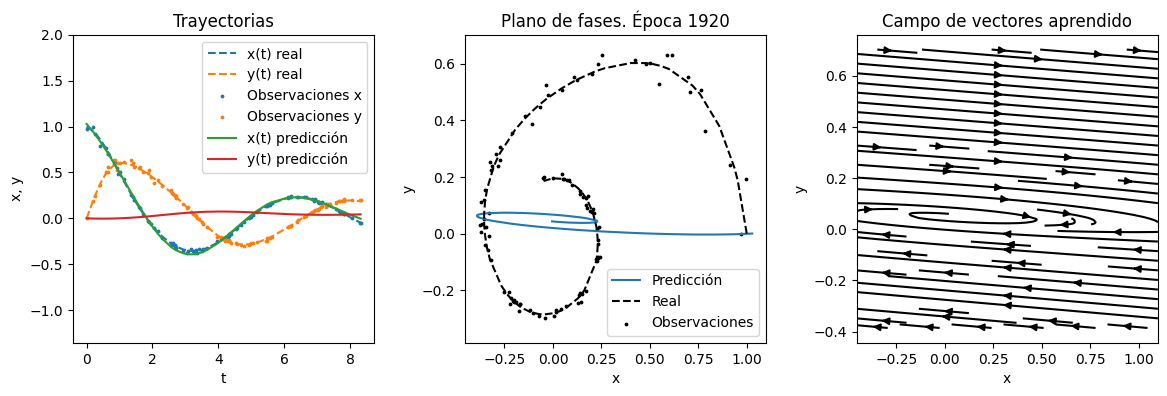 Trayectorias
2.0
1.5
1.0
0.5
0.0
−0.5
−1.0
x, y
0
2
4
6
8
t
x(t) real
y(t) real
Observaciones x
Observaciones y
x(t) predicción
y(t) predicción
Plano de fases. Época 1920
0.6
0.4
0.2
0.0
−0.2
y
−0.25
0.00
0.25
0.50
0.75
1.00
x
Predicción
Real
Observaciones
Campo de vectores aprendido
0.6
0.4
0.2
0.0
−0.2
−0.4
y
−0.25
0.00
0.25
0.50
0.75
1.00
x